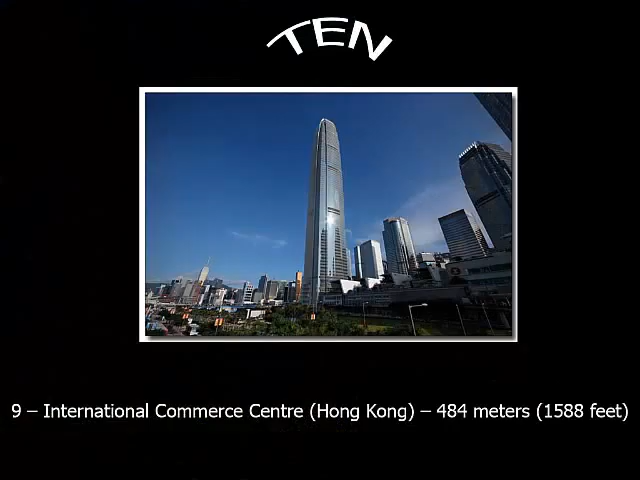 TEN
9 – International Commerce Centre (Hong Kong) – 484 meters (1588 feet)